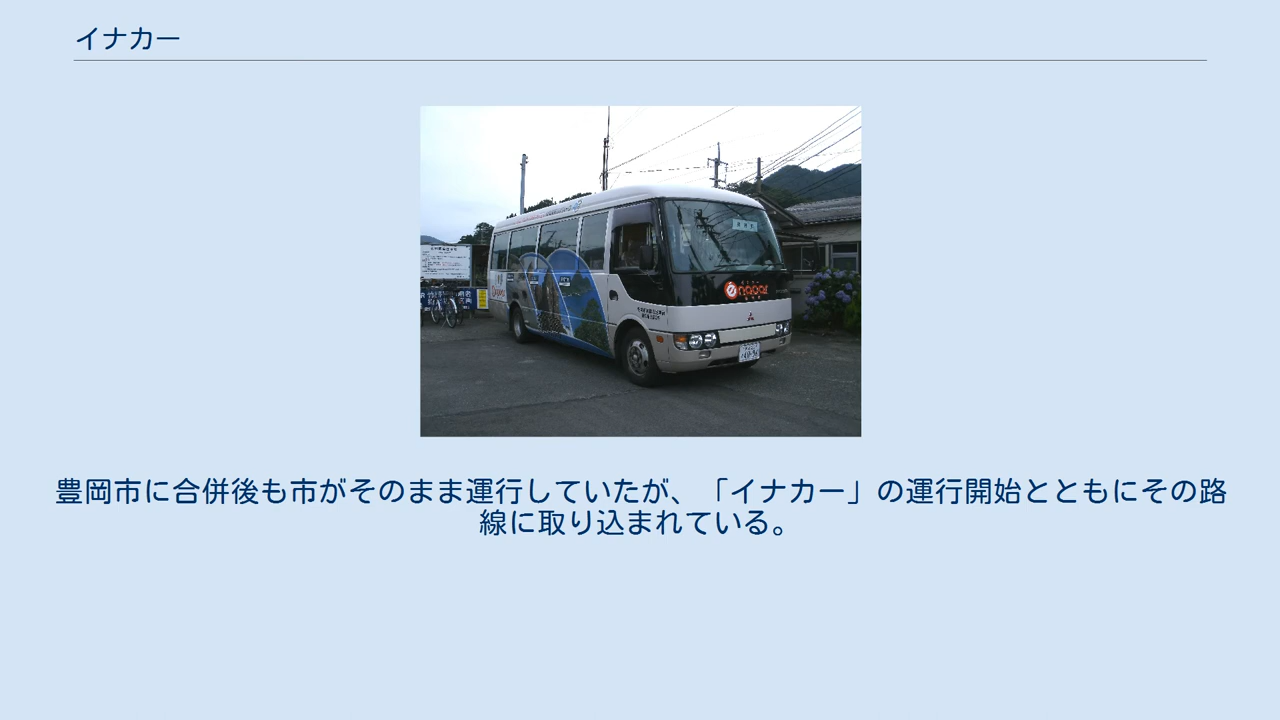 イナカー
enacar
豊岡市に合併後も市がそのまま運行していたが、「イナカー」の運行開始とともにその路
線に取り込まれている。